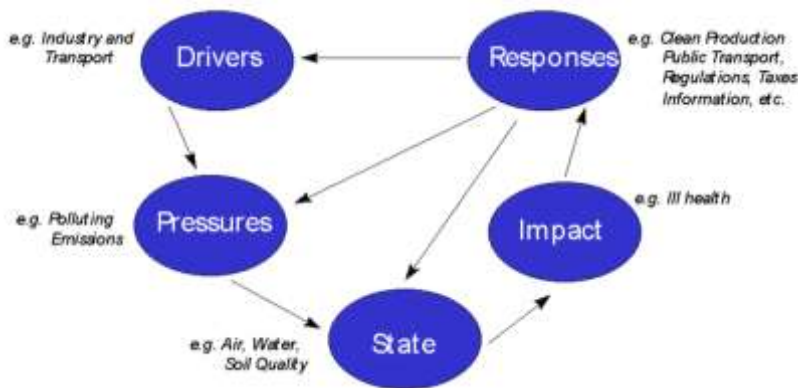 e.g. Industry and
Transport
Drivers
Responses
e.g. Clean Production
Public Transport,
Regulations, Taxes
Information, etc.
e.g. Polluting
Emissions
Pressures
Impact
e.g. Ill health
e.g. Air, Water,
Soil Quality
State